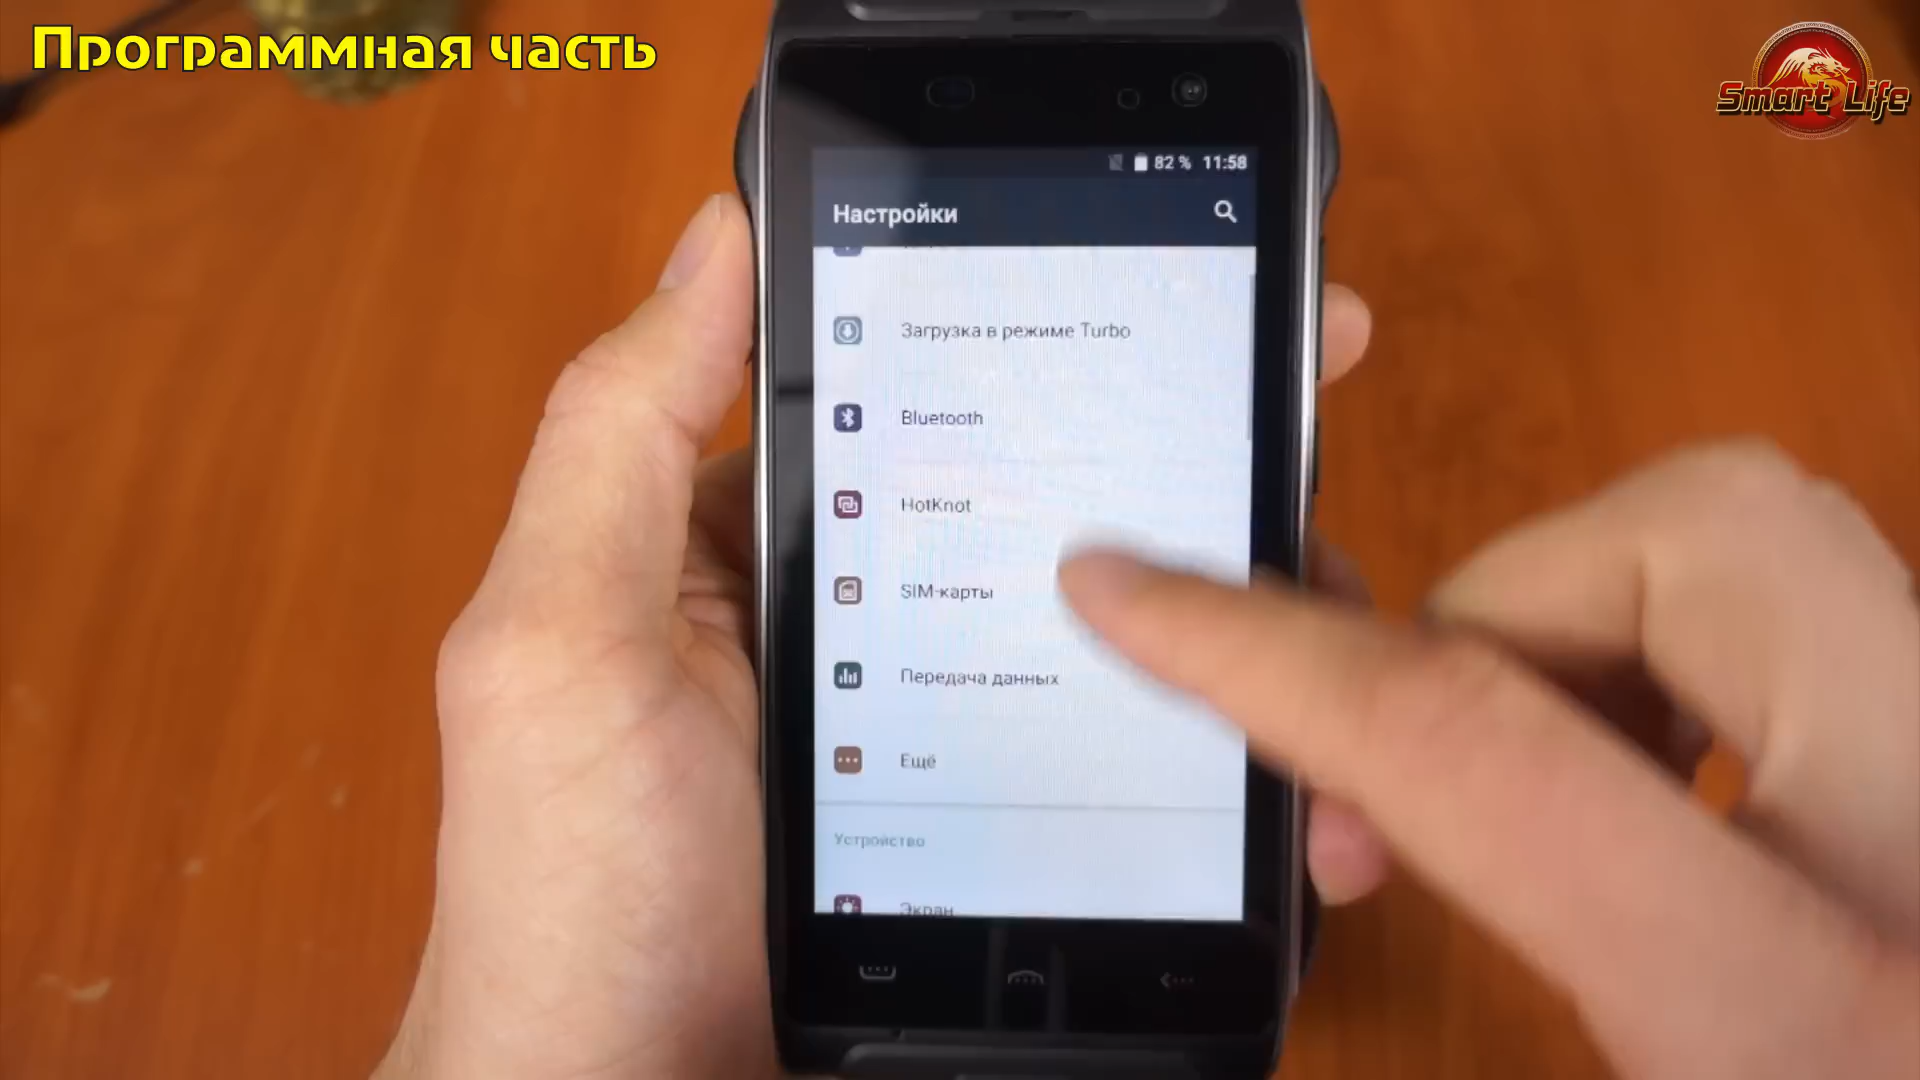 Программная часть
Smart Life
82 % 11:58
Настройки
Загрузка в режиме Turbo
Bluetooth
HotKnot
SIM-карты
Передача данных
Ещё
Устройство
Экран